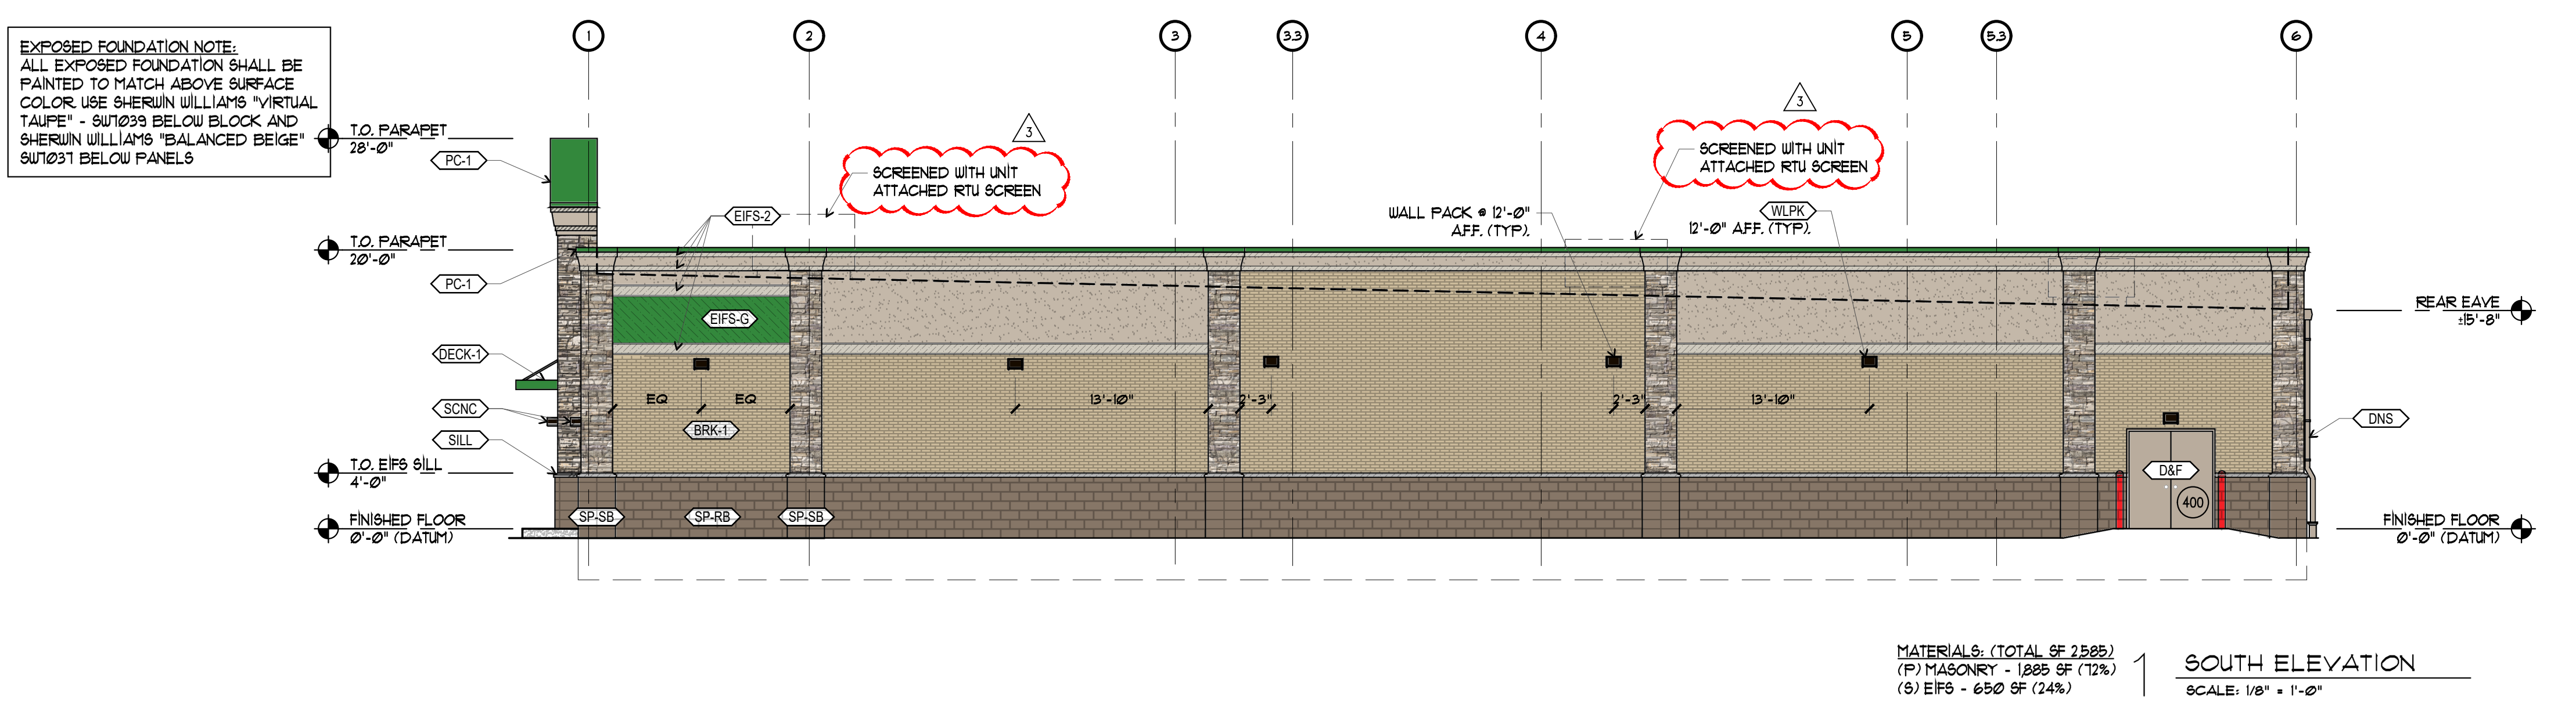 EXPOSED FOUNDATION NOTE:
ALL EXPOSED FOUNDATION SHALL BE
PAINTED TO MATCH ABOVE SURFACE
COLOR. USE SHERWIN WILLIAMS "VIRTUAL
TAUPE" - SW7039 BELOW BLOCK AND
SHERWIN WILLIAMS "BALANCED BEIGE"
SW7037 BELOW PANELS
1
2
3
3.3
4
5
5.3
6
T.O. PARAPET
28'-0"
PC-1
T.O. PARAPET
20'-0"
PC-1
DECK-1
SCNC
SILL
T.O. EIFS SILL
4'-0"
FINISHED FLOOR
0'-0" (DATUM)
EIFS-2
3
SCREENED WITH UNIT
ATTACHED RTU SCREEN
3
SCREENED WITH UNIT
ATTACHED RTU SCREEN
WALL PACK @ 12'-0"
A.F.F. (TYP).
WLPK
12'-0" A.F.F. (TYP).
EIFS-G
EQ
EQ
BRK-1
13'-10"
2'-3"
2'-3"
13'-10"
SP-SB
SP-RB
SP-SB
D&F
400
REAR EAVE
±15'-8"
DNS
FINISHED FLOOR
0'-0" (DATUM)
MATERIALS: (TOTAL SF 2,585)
(P) MASONRY - 1,885 SF (72%)
(S) EIFS - 650 SF (24%)
1
SOUTH ELEVATION
SCALE: 1/8" = 1'-0"